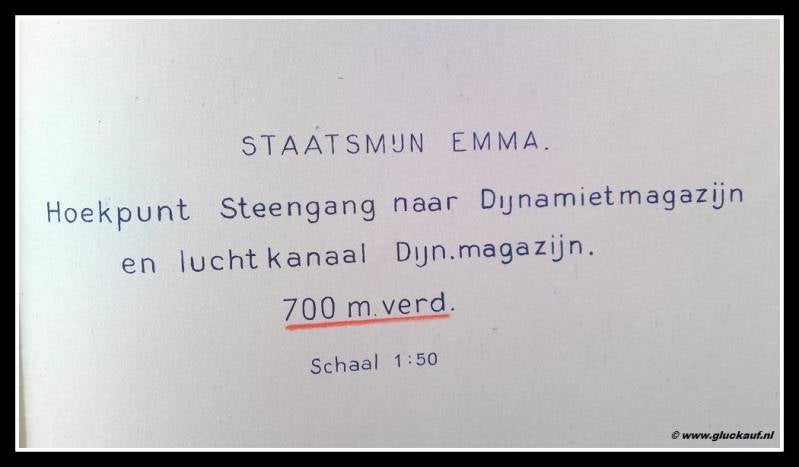 STAATSMIJN EMMA.
Hoekpunt Steengang naar Dijnamietmagazijn
en luchtkanaal Dijn.magazijn.
700 m.verd.
Schaal 1:50
© www.gluckauf.nl